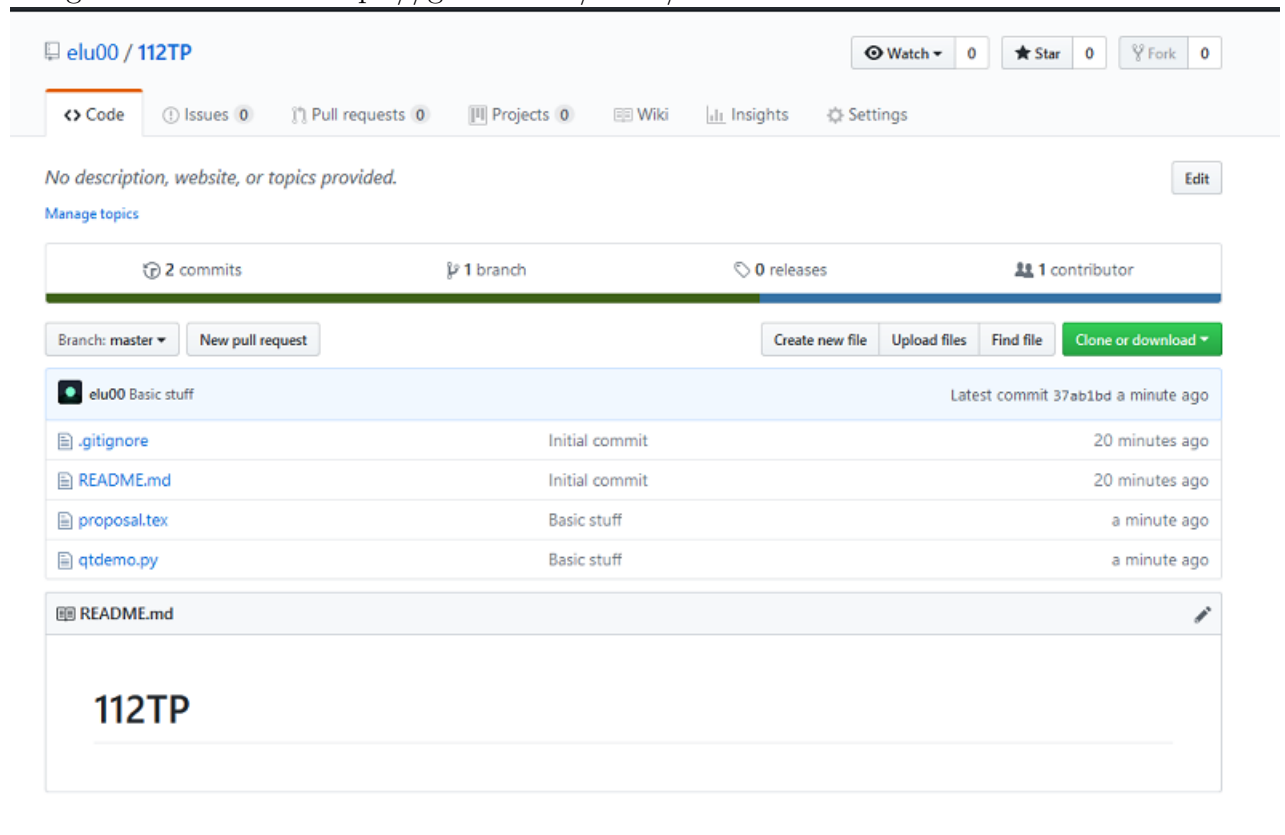 elu00 / 112TP Watch 0 Star 0 Fork 0
Code Issues 0 Pull requests 0 Projects 0 Wiki Insights Settings
No description, website, or topics provided. Edit
Manage topics
2 commits 1 branch 0 releases 1 contributor
Branch: master New pull request Create new file Upload files Find file Clone or download
elu00 Basic stuff Latest commit 37ab1bd a minute ago
.gitignore Initial commit 20 minutes ago
README.md Initial commit 20 minutes ago
proposal.tex Basic stuff a minute ago
qtdemo.py Basic stuff a minute ago
README.md
112TP